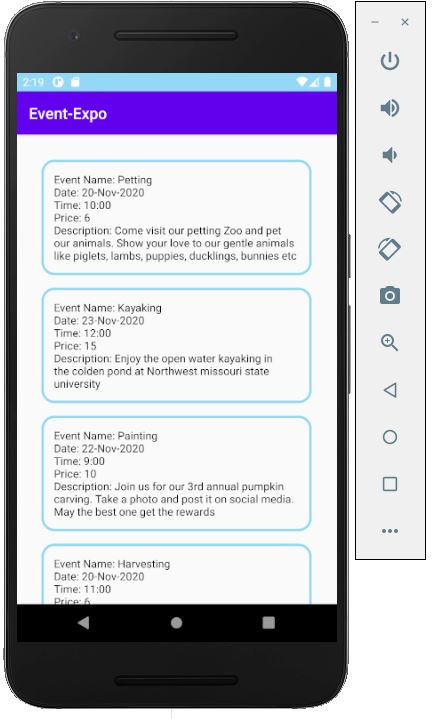 2:19
Event-Expo
Event Name: Petting
Date: 20-Nov-2020
Time: 10:00
Price: 6
Description: Come visit our petting Zoo and pet
our animals. Show your love to our gentle animals
like piglets, lambs, puppies, ducklings, bunnies etc
Event Name: Kayaking
Date: 23-Nov-2020
Time: 12:00
Price: 15
Description: Enjoy the open water kayaking in
the colden pond at Northwest missouri state
university
Event Name: Painting
Date: 22-Nov-2020
Time: 9:00
Price: 10
Description: Join us for our 3rd annual pumpkin
carving. Take a photo and post it on social media.
May the best one get the rewards
Event Name: Harvesting
Date: 20-Nov-2020
Time: 11:00
Price: 6